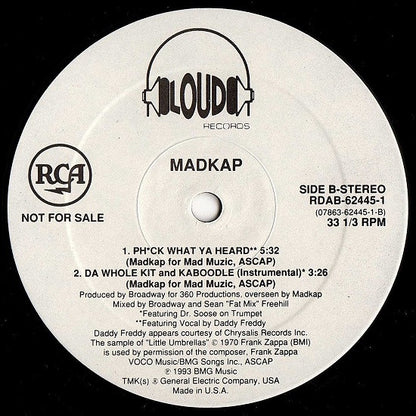 LOUD
RECORDS
MADKAP
RCA
NOT FOR SALE
SIDE B-STEREO
RDAB-62445-1
(07863-62445-1-B)
33 1/3 RPM
1. PH*CK WHAT YA HEARD** 5:32
(Madkap for Mad Muzic, ASCAP)
2. DA WHOLE KIT and KABOODLE (Instrumental)* 3:26
(Madkap for Mad Muzic, ASCAP)
Produced by Broadway for 360 Productions, overseen by Madkap
Mixed by Broadway and Sean "Fat Mix" Freehill
*Featuring Dr. Soose on Trumpet
**Featuring Vocal by Daddy Freddy
Daddy Freddy appears courtesy of Chrysalis Records Inc.
The sample of "Little Umbrellas" © 1970 Frank Zappa (BMI)
is used by permission of the composer, Frank Zappa
VOCO Music/BMG Songs Inc., ASCAP
℗ 1993 BMG Music
TMK(s) ® General Electric Company, USA
Made in U.S.A.